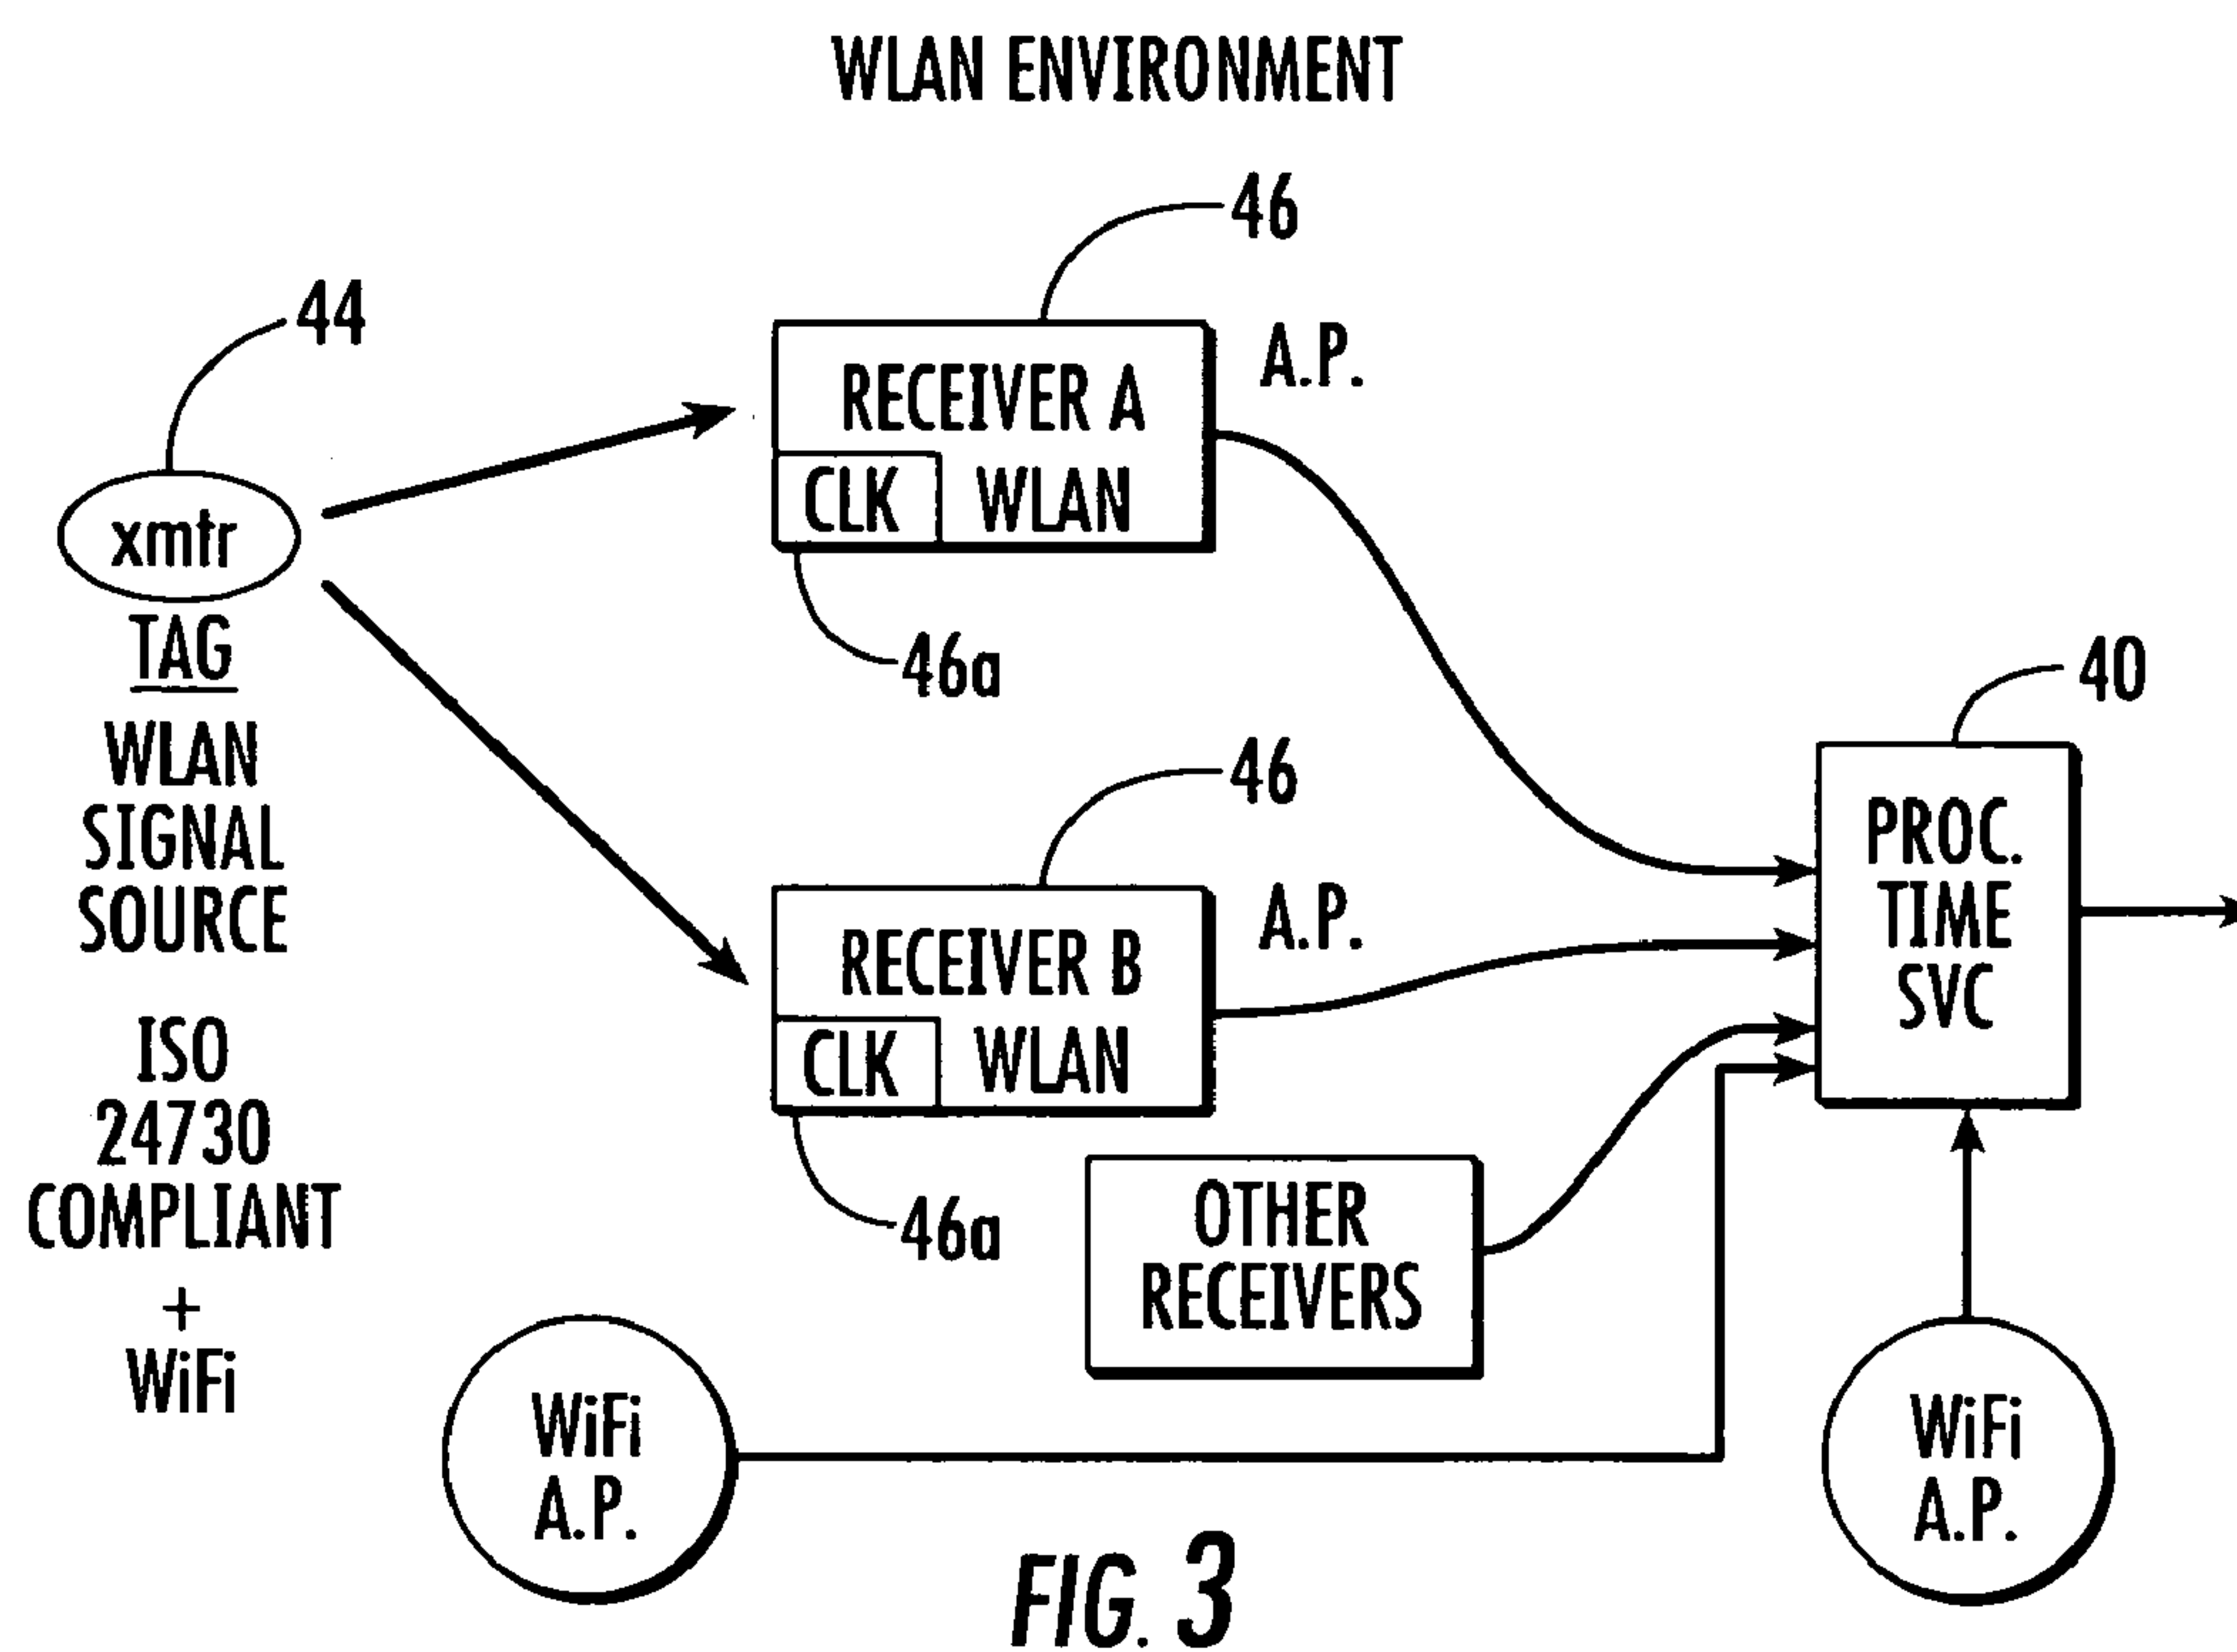 WLAN ENVIRONMENT
46
44
RECEIVER A
A.P.
CLK
WLAN
xmtr
TAG
46a
WLAN
SIGNAL
SOURCE
46
40
RECEIVER B
A.P.
CLK
WLAN
PROC.
TIME
SVC
ISO
24730
COMPLIANT
+
WiFi
46a
OTHER
RECEIVERS
WiFi
A.P.
WiFi
A.P.
FIG. 3